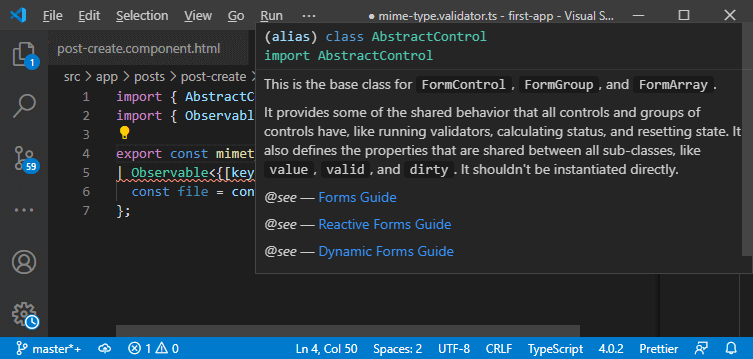 File Edit Selection View Go Run ··· ● mime-type.validator.ts - first-app - Visual S...
post-create.component.html
src > app > posts > post-create >
1 import { AbstractC
2 import { Observabl
3
4 export const mimet
5 Observable<{[key
6 const file = con
7 };
(alias) class AbstractControl
import AbstractControl
This is the base class for FormControl, FormGroup, and FormArray.
It provides some of the shared behavior that all controls and groups of
controls have, like running validators, calculating status, and resetting state. It
also defines the properties that are shared between all sub-classes, like
value, valid, and dirty. It shouldn't be instantiated directly.
@see — Forms Guide
@see — Reactive Forms Guide
@see — Dynamic Forms Guide
1
59
master*+ 1 0 Ln 4, Col 50 Spaces: 2 UTF-8 CRLF TypeScript 4.0.2 Prettier